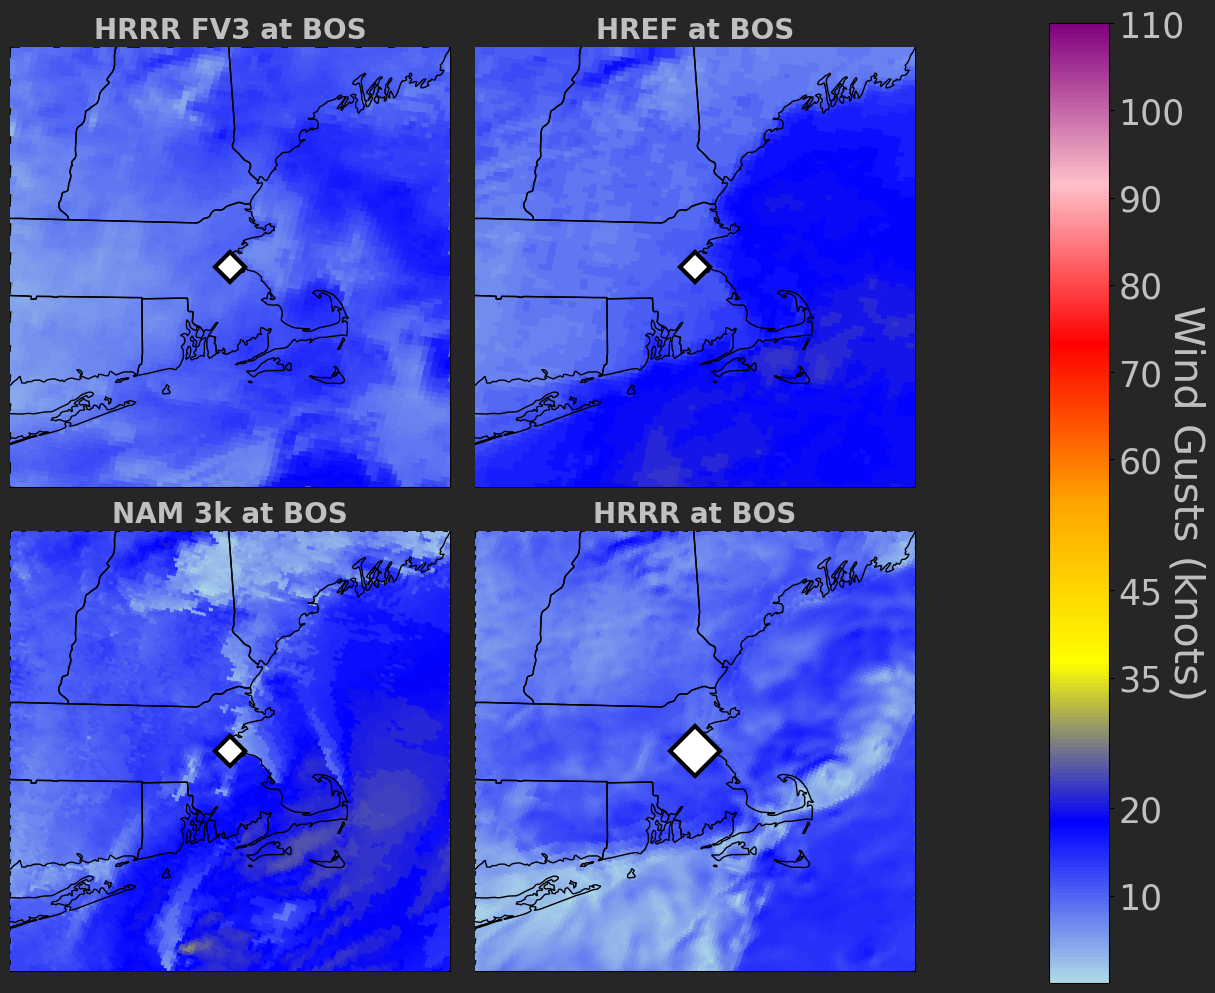 HRRR FV3 at BOS
HREF at BOS
NAM 3k at BOS
HRRR at BOS
110
100
90
80
70
60
45
35
20
10
Wind Gusts (knots)